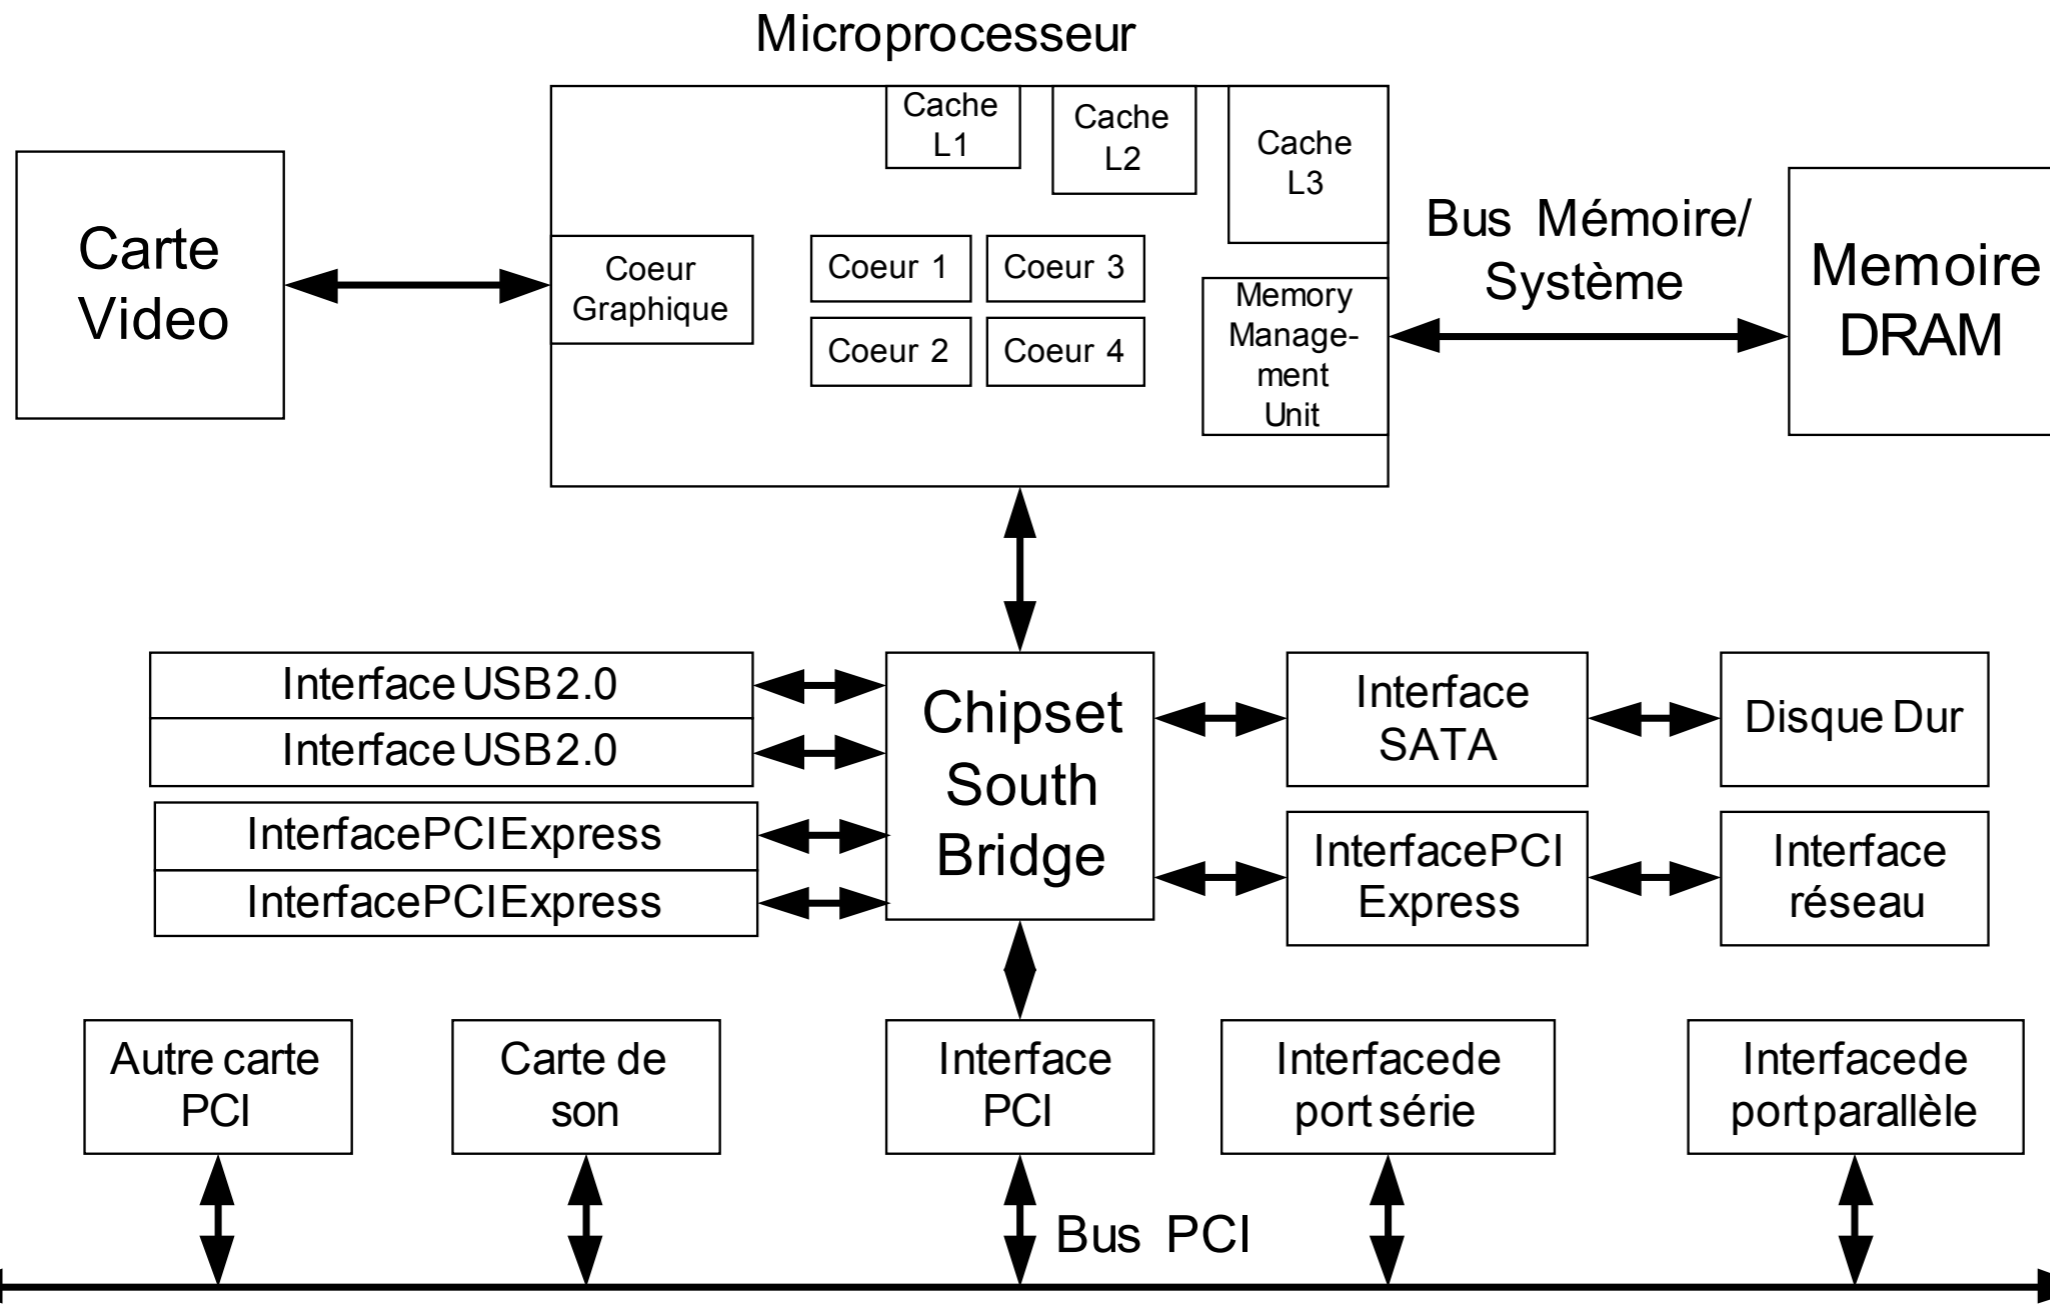 Microprocesseur
Cache
L1
Cache
L2
Cache
L3
Carte
Video
Coeur
Graphique
Coeur 1
Coeur 3
Coeur 2
Coeur 4
Memory
Manage-
ment
Unit
Bus Mémoire/
Système
Memoire
DRAM
Interface USB2.0
Interface USB2.0
InterfacePCIExpress
InterfacePCIExpress
Chipset
South
Bridge
Interface
SATA
Disque Dur
InterfacePCI
Express
Interface
réseau
Autre carte
PCI
Carte de
son
Interface
PCI
Interfacede
port série
Interfacede
port parallèle
Bus PCI